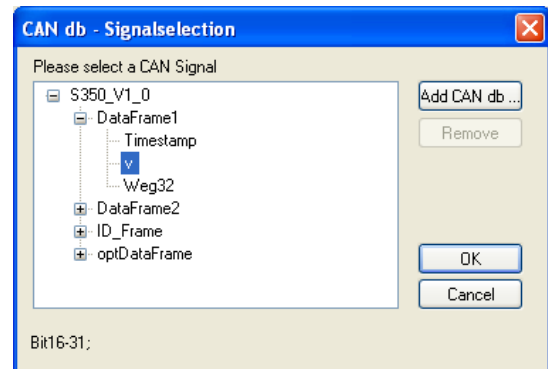 CAN db - Signalselection
Please select a CAN Signal
S350_V1_0
DataFrame1
Timestamp
v
Weg32
DataFrame2
ID_Frame
optDataFrame
Add CAN db ...
Remove
OK
Cancel
Bit16-31;